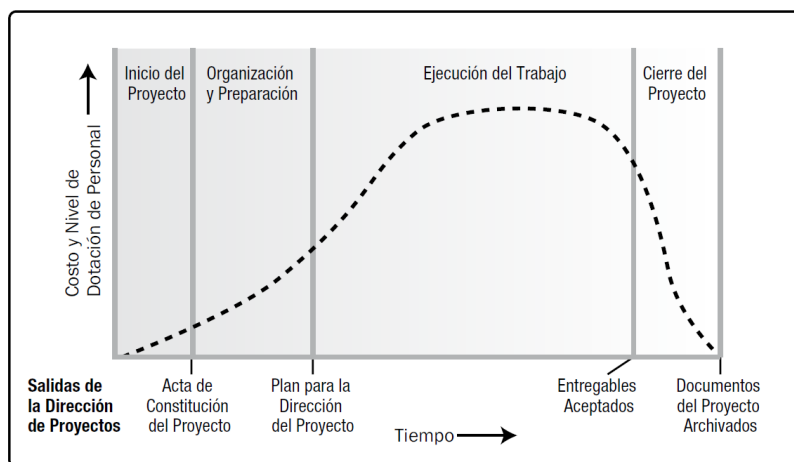 Inicio del
Proyecto
Organización
y Preparación
Ejecución del Trabajo
Cierre del
Proyecto
Costo y Nivel de
Dotación de Personal
Salidas de
la Dirección
de Proyectos
Acta de
Constitución
del Proyecto
Plan para la
Dirección
del Proyecto
Entregables
Aceptados
Documentos
del Proyecto
Archivados
Tiempo